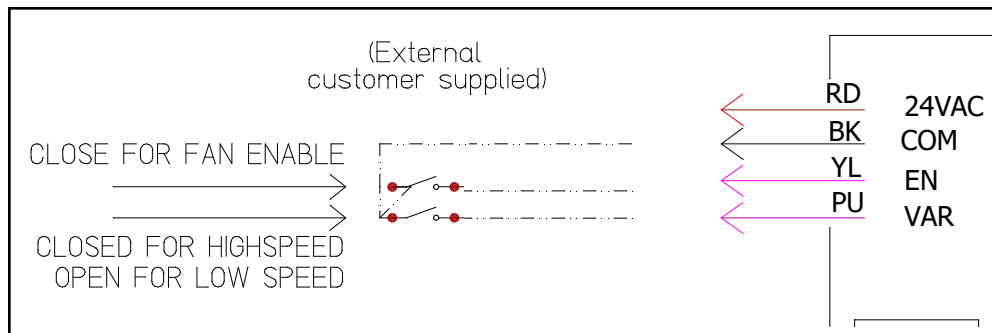 (External
customer supplied)
RD 24VAC
BK COM
CLOSE FOR FAN ENABLE
YL EN
PU VAR
CLOSED FOR HIGHSPEED
OPEN FOR LOW SPEED